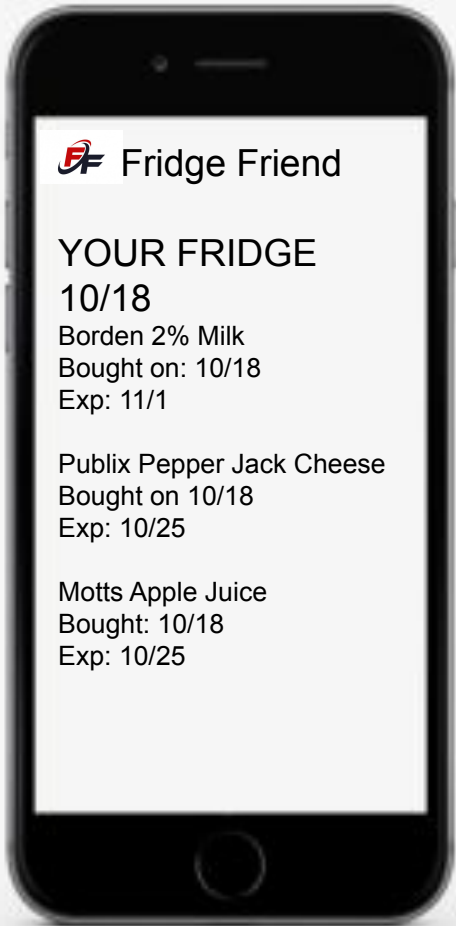 FF Fridge Friend
YOUR FRIDGE
10/18
Borden 2% Milk
Bought on: 10/18
Exp: 11/1
Publix Pepper Jack Cheese
Bought on 10/18
Exp: 10/25
Motts Apple Juice
Bought: 10/18
Exp: 10/25